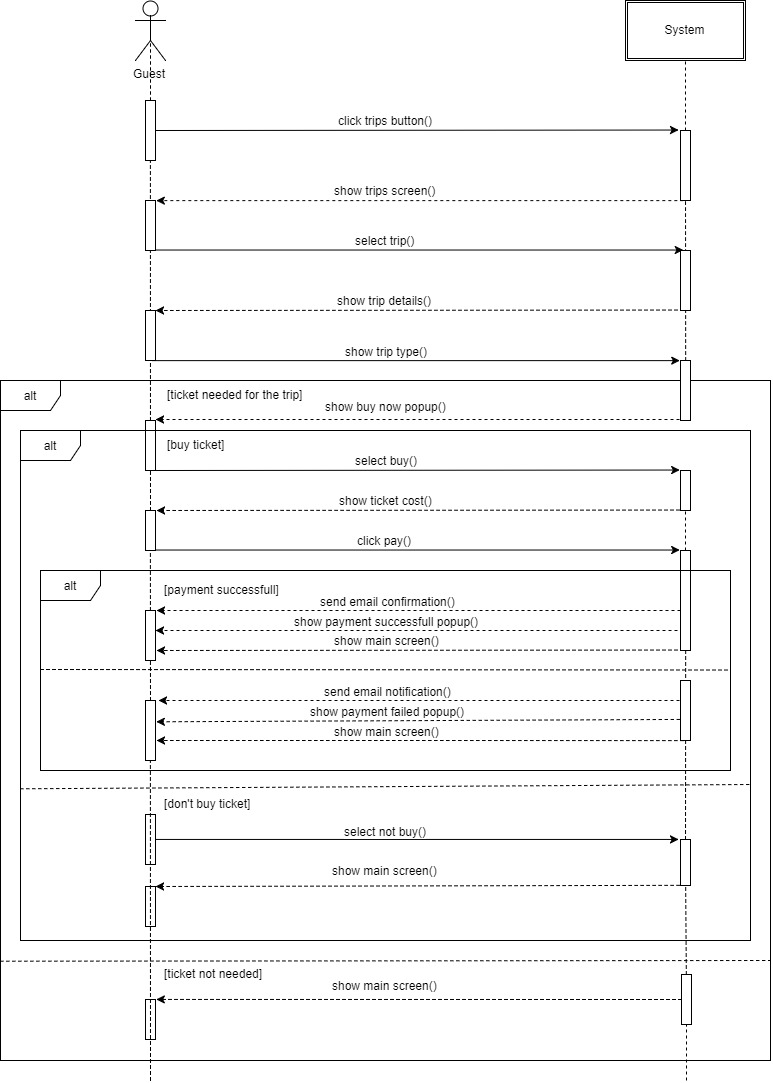 Guest
System
click trips button()
show trips screen()
select trip()
show trip details()
show trip type()
alt
[ticket needed for the trip]
show buy now popup()
alt
[buy ticket]
select buy()
show ticket cost()
click pay()
alt
[payment successfull]
send email confirmation()
show payment successfull popup()
show main screen()
send email notification()
show payment failed popup()
show main screen()
[don't buy ticket]
select not buy()
show main screen()
[ticket not needed]
show main screen()